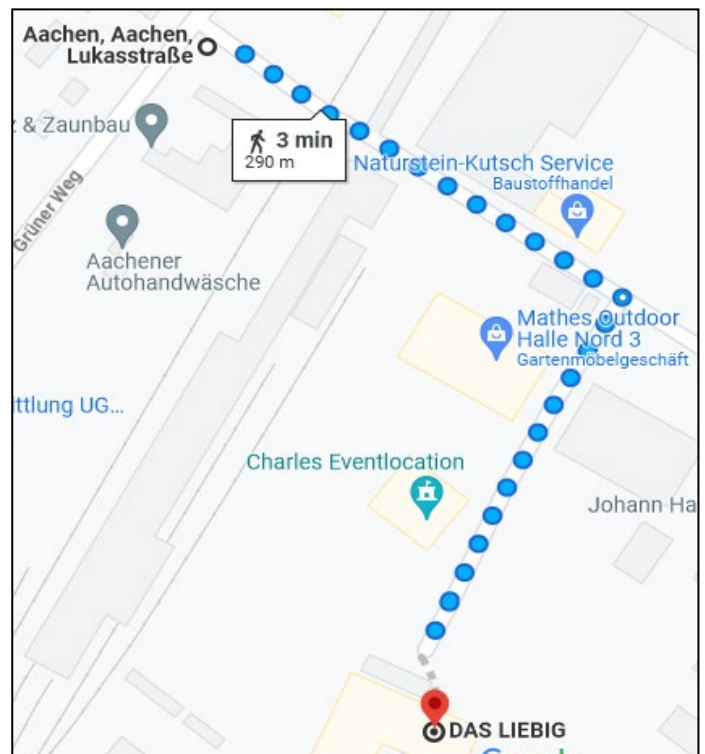 Aachen, Aachen,
Lukasstraße
z & Zaunbau
3 min
290 m
Naturstein-Kutsch Service
Baustoffhandel
Grüner Weg
Aachener
Autohandwäsche
Mathes Outdoor
Halle Nord 3
Gartenmöbelgeschäft
ittlung UG...
Charles Eventlocation
Johann Ha
DAS LIEBIG